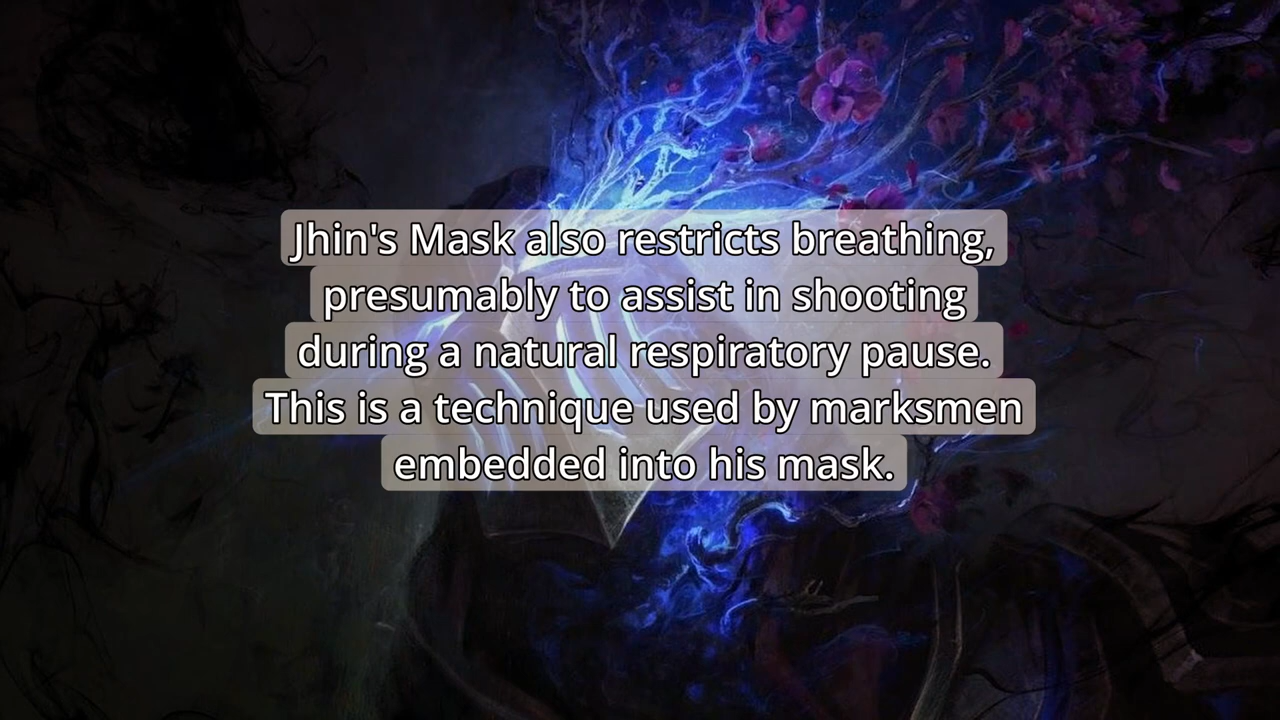 Jhin's Mask also restricts breathing,
presumably to assist in shooting
during a natural respiratory pause.
This is a technique used by marksmen
embedded into his mask.